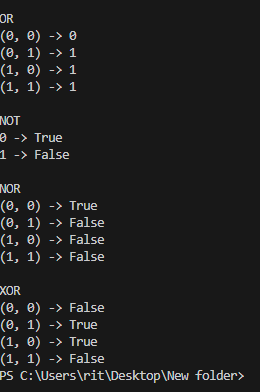 OR
(0, 0) -> 0
(0, 1) -> 1
(1, 0) -> 1
(1, 1) -> 1
NOT
0 -> True
1 -> False
NOR
(0, 0) -> True
(0, 1) -> False
(1, 0) -> False
(1, 1) -> False
XOR
(0, 0) -> False
(0, 1) -> True
(1, 0) -> True
(1, 1) -> False
PS C:\Users\rit\Desktop\New folder>